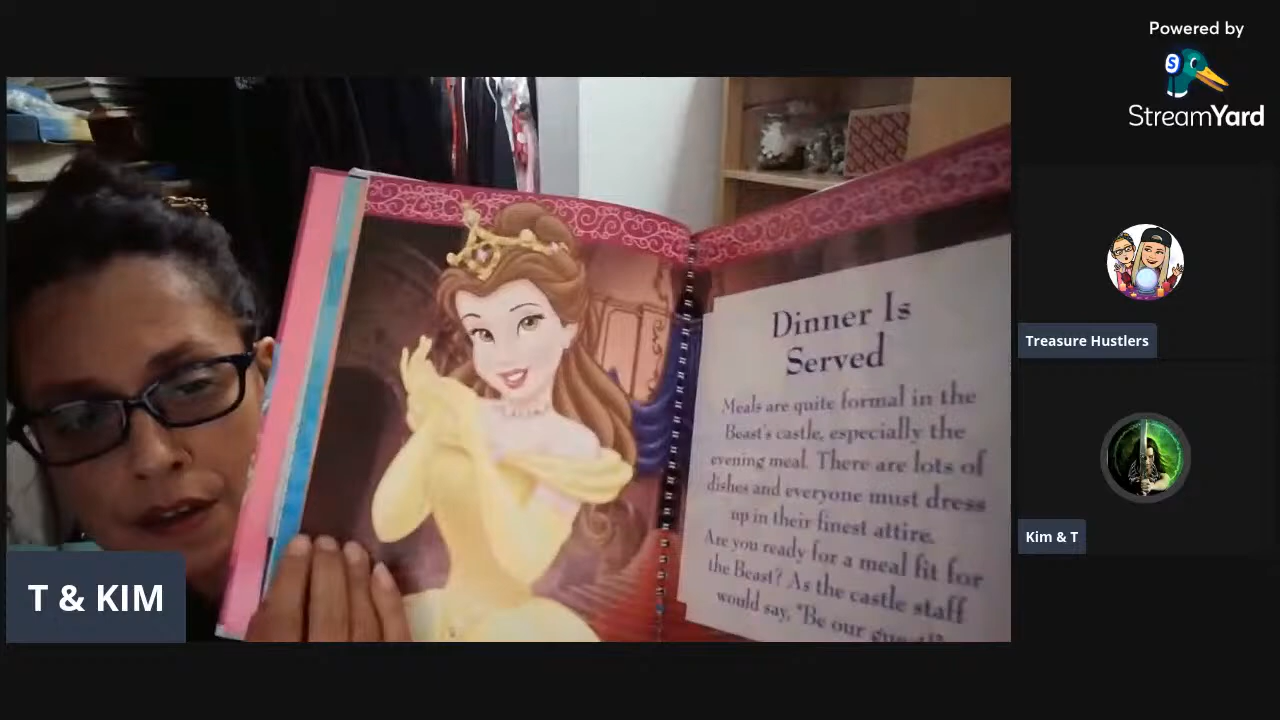 Powered by
StreamYard
Dinner Is
Served
Meals are quite formal in the
Beast's castle, especially the
evening meal. There are lots of
dishes and everyone must dress
up in their finest attire.
Are you ready for a meal fit for
the Beast? As the castle staff
would say, "Be our guest!"
Treasure Hustlers
Kim & T
T & KIM